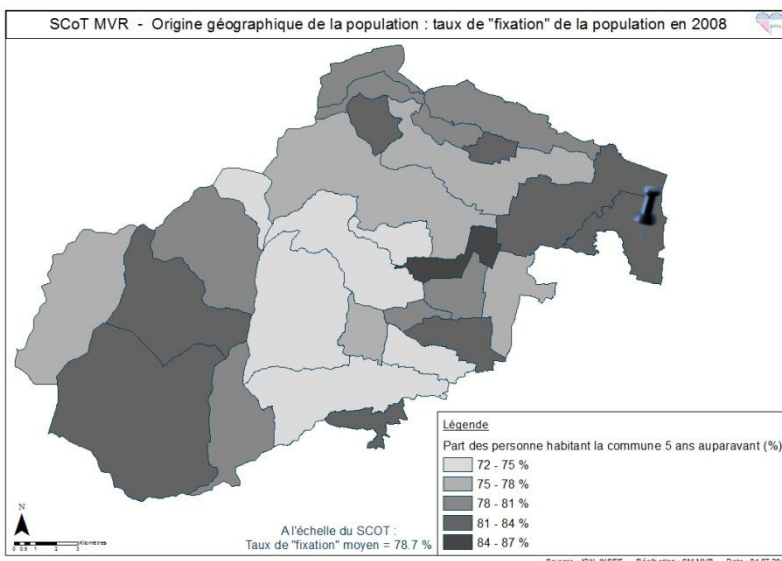 SCoT MVR - Origine géographique de la population : taux de "fixation" de la population en 2008
Légende
Part des personne habitant la commune 5 ans auparavant (%)
72 - 75 %
75 - 78 %
78 - 81 %
81 - 84 %
84 - 87 %
N
A l'échelle du SCOT :
Taux de "fixation" moyen = 78.7 %